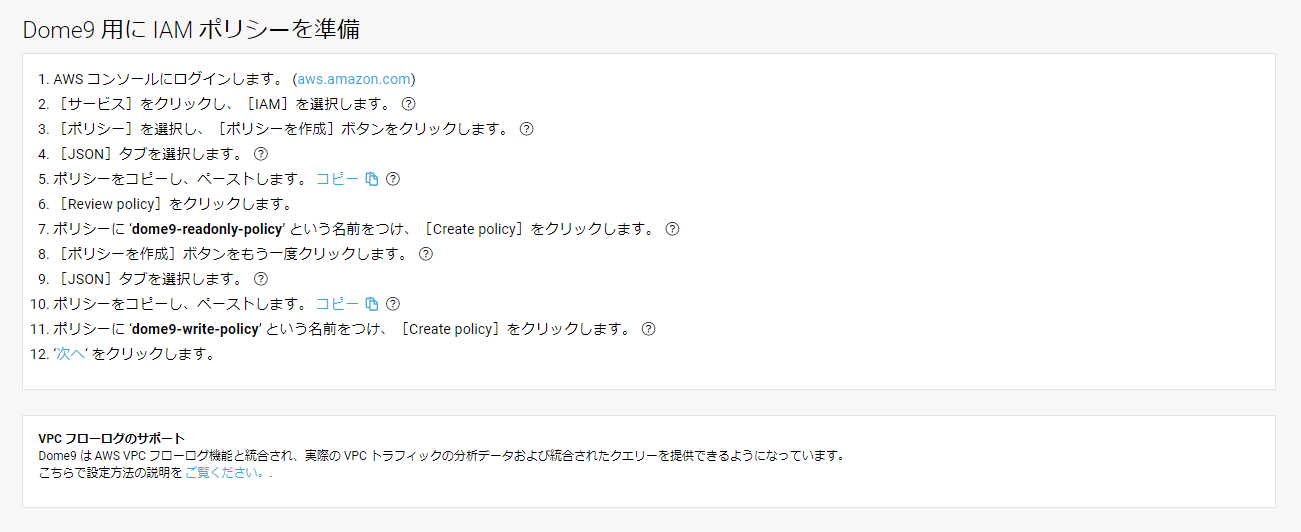 Dome9 用に IAM ポリシーを準備
1. AWS コンソールにログインします。 (aws.amazon.com)
2. ［サービス］をクリックし、［IAM］を選択します。
3. ［ポリシー］を選択し、［ポリシーを作成］ボタンをクリックします。
4. ［JSON］タブを選択します。
5. ポリシーをコピーし、ペーストします。 コピー
6. ［Review policy］をクリックします。
7. ポリシーに ‘dome9-readonly-policy’ という名前をつけ、［Create policy］をクリックします。
8. ［ポリシーを作成］ボタンをもう一度クリックします。
9. ［JSON］タブを選択します。
10. ポリシーをコピーし、ペーストします。 コピー
11. ポリシーに ‘dome9-write-policy’ という名前をつけ、［Create policy］をクリックします。
12. ‘次へ‘ をクリックします。
VPC フローログのサポート
Dome9 は AWS VPC フローログ機能と統合され、実際の VPC トラフィックの分析データおよび統合されたクエリーを提供できるようになっています。
こちらで設定方法の説明を ご覧ください。.